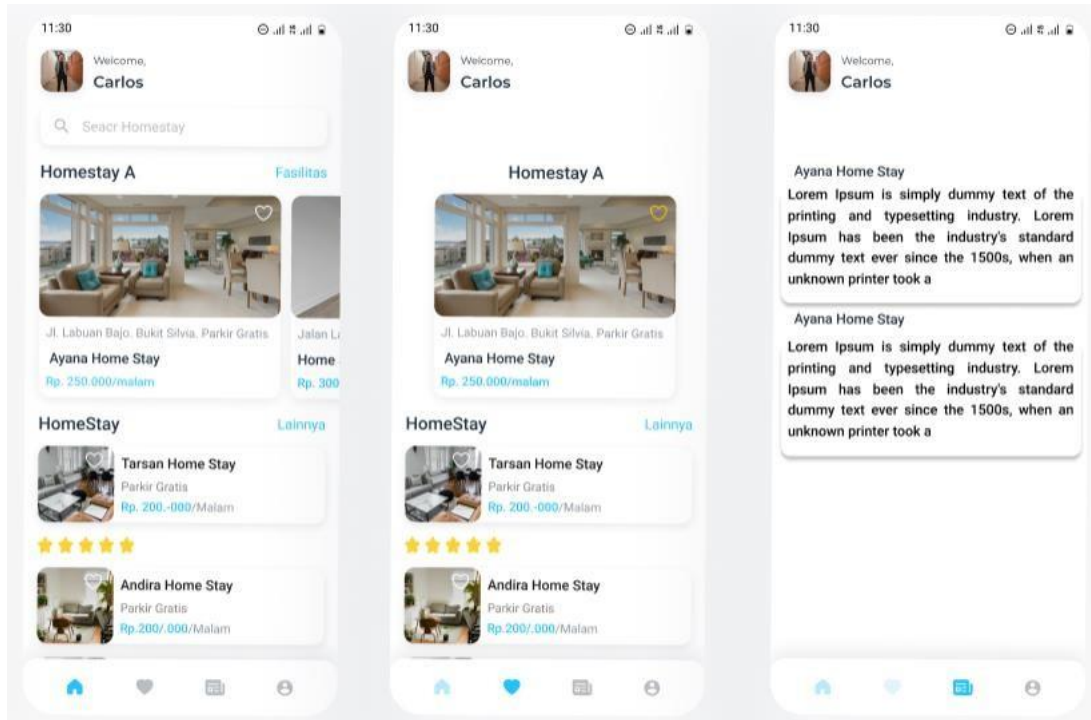 11:30
Welcome,
Carlos
Seacr Homestay
Homestay A
Fasilitas
Jl. Labuan Bajo. Bukit Silvia. Parkir Gratis
Ayana Home Stay
Rp. 250.000/malam
Jalan La
Home
Rp. 300
HomeStay
Lainnya
Tarsan Home Stay
Parkir Gratis
Rp. 200.-000/Malam
Andira Home Stay
Parkir Gratis
Rp.200/.000/Malam
11:30
Welcome,
Carlos
Homestay A
Jl. Labuan Bajo. Bukit Silvia. Parkir Gratis
Ayana Home Stay
Rp. 250.000/malam
HomeStay
Lainnya
Tarsan Home Stay
Parkir Gratis
Rp. 200.-000/Malam
Andira Home Stay
Parkir Gratis
Rp.200/.000/Malam
11:30
Welcome,
Carlos
Ayana Home Stay
Lorem Ipsum is simply dummy text of the
printing and typesetting industry. Lorem
Ipsum has been the industry's standard
dummy text ever since the 1500s, when an
unknown printer took a
Ayana Home Stay
Lorem Ipsum is simply dummy text of the
printing and typesetting industry. Lorem
Ipsum has been the industry's standard
dummy text ever since the 1500s, when an
unknown printer took a